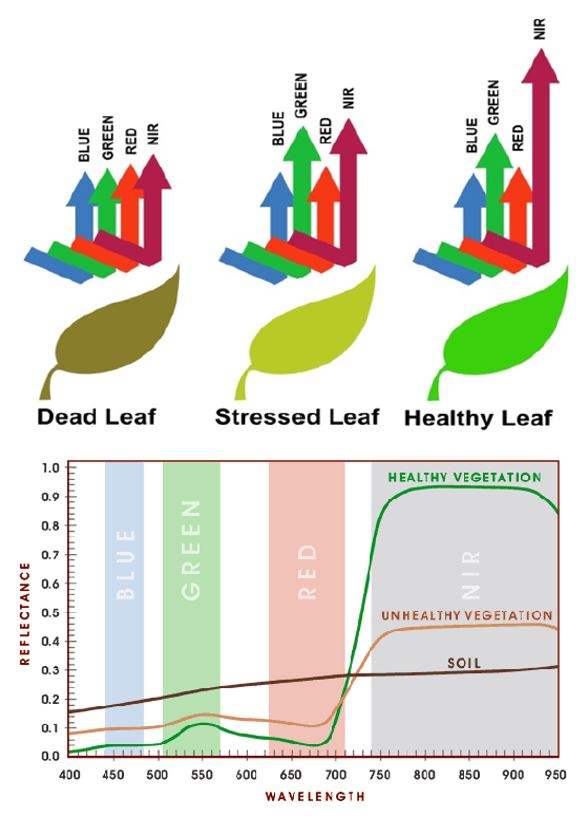 BLUE GREEN RED NIR
BLUE GREEN RED NIR
BLUE GREEN RED NIR
Dead Leaf
Stressed Leaf
Healthy Leaf
REFLECTANCE
1.0
0.9
0.8
0.7
0.6
0.5
0.4
0.3
0.2
0.1
0.0
BLUE
GREEN
RED
NIR
HEALTHY VEGETATION
UNHEALTHY VEGETATION
SOIL
400 450 500 550 600 650 700 750 800 850 900 950
WAVELENGTH